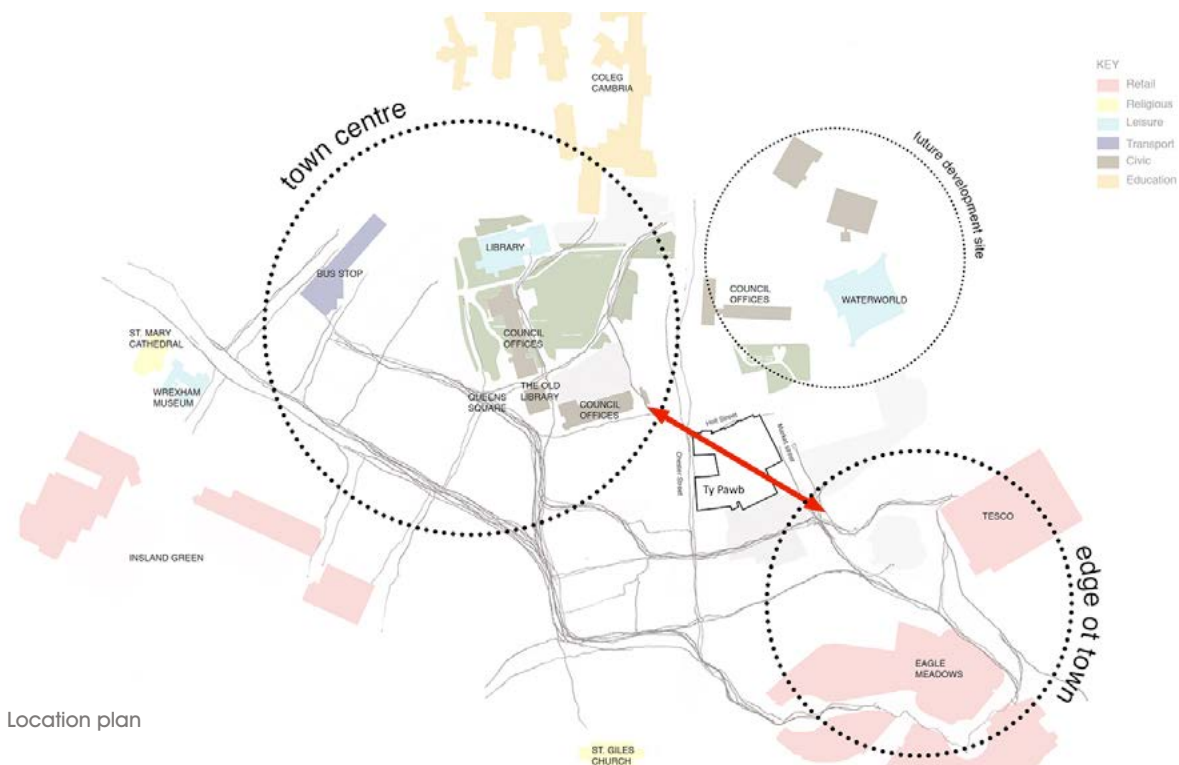 COLEG
CAMBRIA
KEY
Retail
Religious
Leisure
Transport
Civic
Education
town centre
future development site
LIBRARY
BUS STOP
COUNCIL
OFFICES
WATERWORLD
ST. MARY
CATHEDRAL
COUNCIL
OFFICES
WREXHAM
MUSEUM
QUEENS
SQUARE
THE OLD
LIBRARY
COUNCIL
OFFICES
Holt Street
Market street
Chester Street
Ty Pawb
TESCO
INSLAND GREEN
edge ot town
EAGLE
MEADOWS
Location plan
ST. GILES
CHURCH